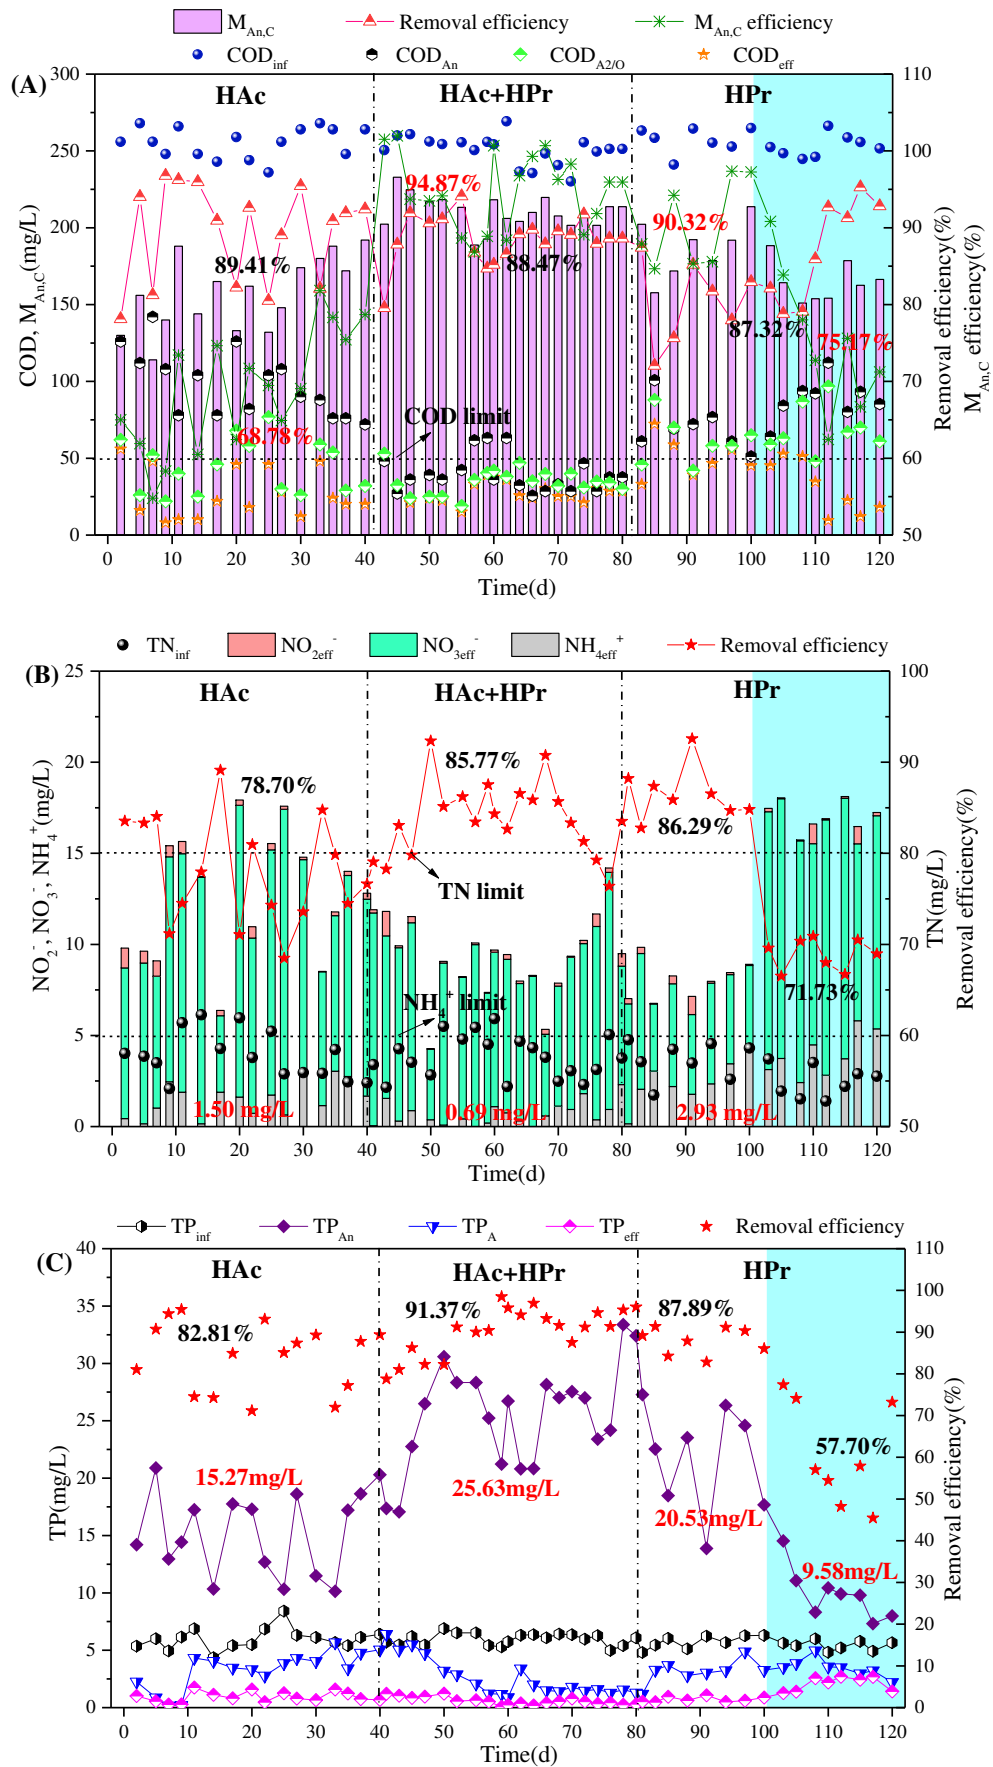 M_An,C Removal efficiency M_An,C efficiency
COD_inf COD_An COD_A2/O COD_eff
(A)
HAc HAc+HPr HPr
300 250 200 150 100 50 0
COD, M_An,C(mg/L)
110 100 90 80 70 60 50
Removal efficiency(%)
M_An,C efficiency(%)
94.87%
90.32%
89.41%
88.47%
87.32%
75.17%
68.78%
COD limit
0 10 20 30 40 50 60 70 80 90 100 110 120
Time(d)
TN_inf NO_2eff^- NO_3eff^- NH_4eff^+ Removal efficiency
(B)
HAc HAc+HPr HPr
25 20 15 10 5 0
NO_2^-, NO_3^-, NH_4^+(mg/L)
100 90 80 70 60 50
TN(mg/L)
Removal efficiency(%)
78.70%
85.77%
86.29%
TN limit
71.73%
NH_4^+ limit
1.50 mg/L
0.69 mg/L
2.93 mg/L
0 10 20 30 40 50 60 70 80 90 100 110 120
Time(d)
TP_inf TP_An TP_A TP_eff Removal efficiency
(C)
HAc HAc+HPr HPr
40 35 30 25 20 15 10 5 0
TP(mg/L)
110 100 90 80 70 60 50 40 30 20 10 0
Removal efficiency(%)
82.81%
91.37%
87.89%
57.70%
15.27mg/L
25.63mg/L
20.53mg/L
9.58mg/L
0 10 20 30 40 50 60 70 80 90 100 110 120
Time(d)